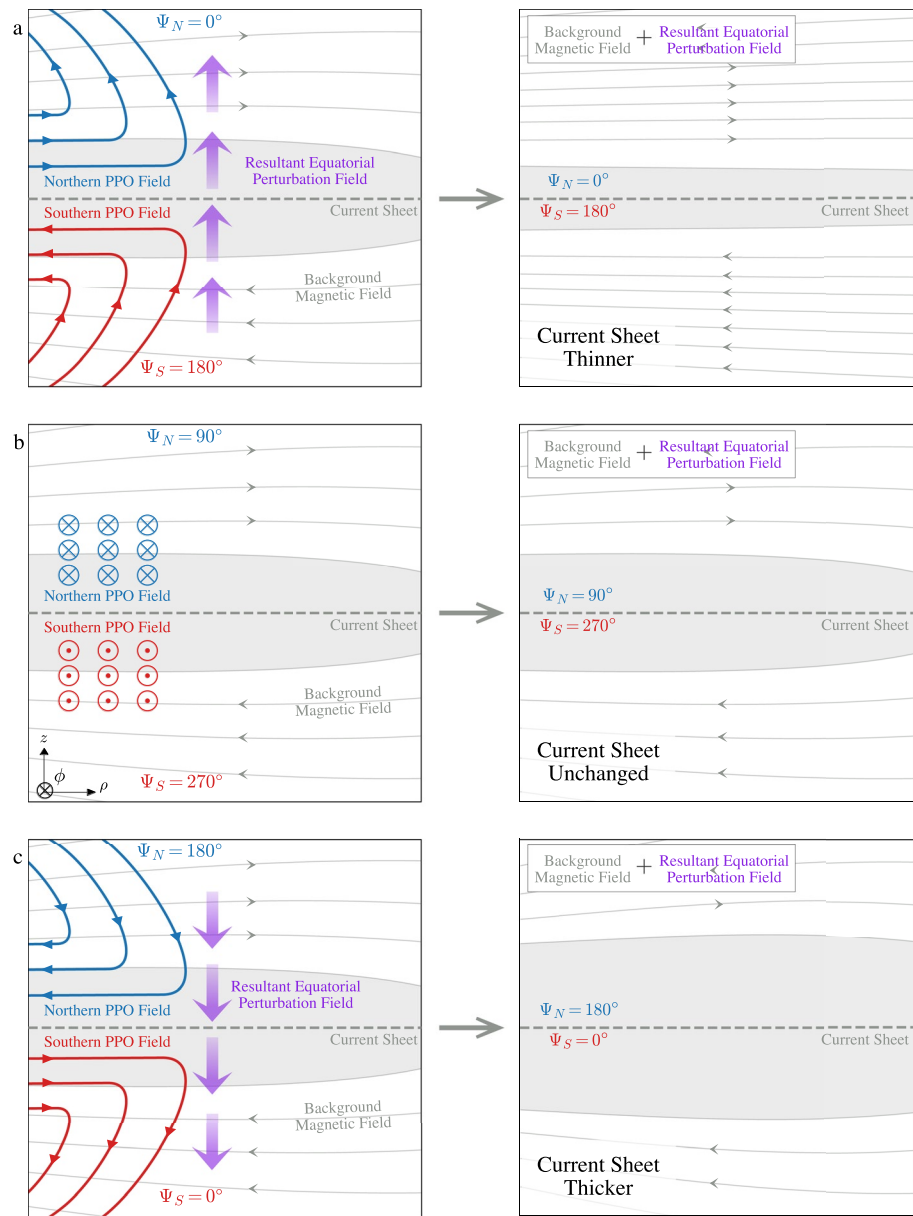 a
Ψ_N = 0°
Northern PPO Field
Resultant Equatorial
Perturbation Field
Southern PPO Field
Current Sheet
Background
Magnetic Field
Ψ_S = 180°
Background
Magnetic Field
+
Resultant Equatorial
Perturbation Field
Ψ_N = 0°
Ψ_S = 180°
Current Sheet
Current Sheet
Thinner
b
Ψ_N = 90°
Northern PPO Field
Southern PPO Field
Current Sheet
Background
Magnetic Field
z
ϕ
ρ
Ψ_S = 270°
Background
Magnetic Field
+
Resultant Equatorial
Perturbation Field
Ψ_N = 90°
Ψ_S = 270°
Current Sheet
Current Sheet
Unchanged
c
Ψ_N = 180°
Resultant Equatorial
Perturbation Field
Northern PPO Field
Southern PPO Field
Current Sheet
Background
Magnetic Field
Ψ_S = 0°
Background
Magnetic Field
+
Resultant Equatorial
Perturbation Field
Ψ_N = 180°
Ψ_S = 0°
Current Sheet
Current Sheet
Thicker